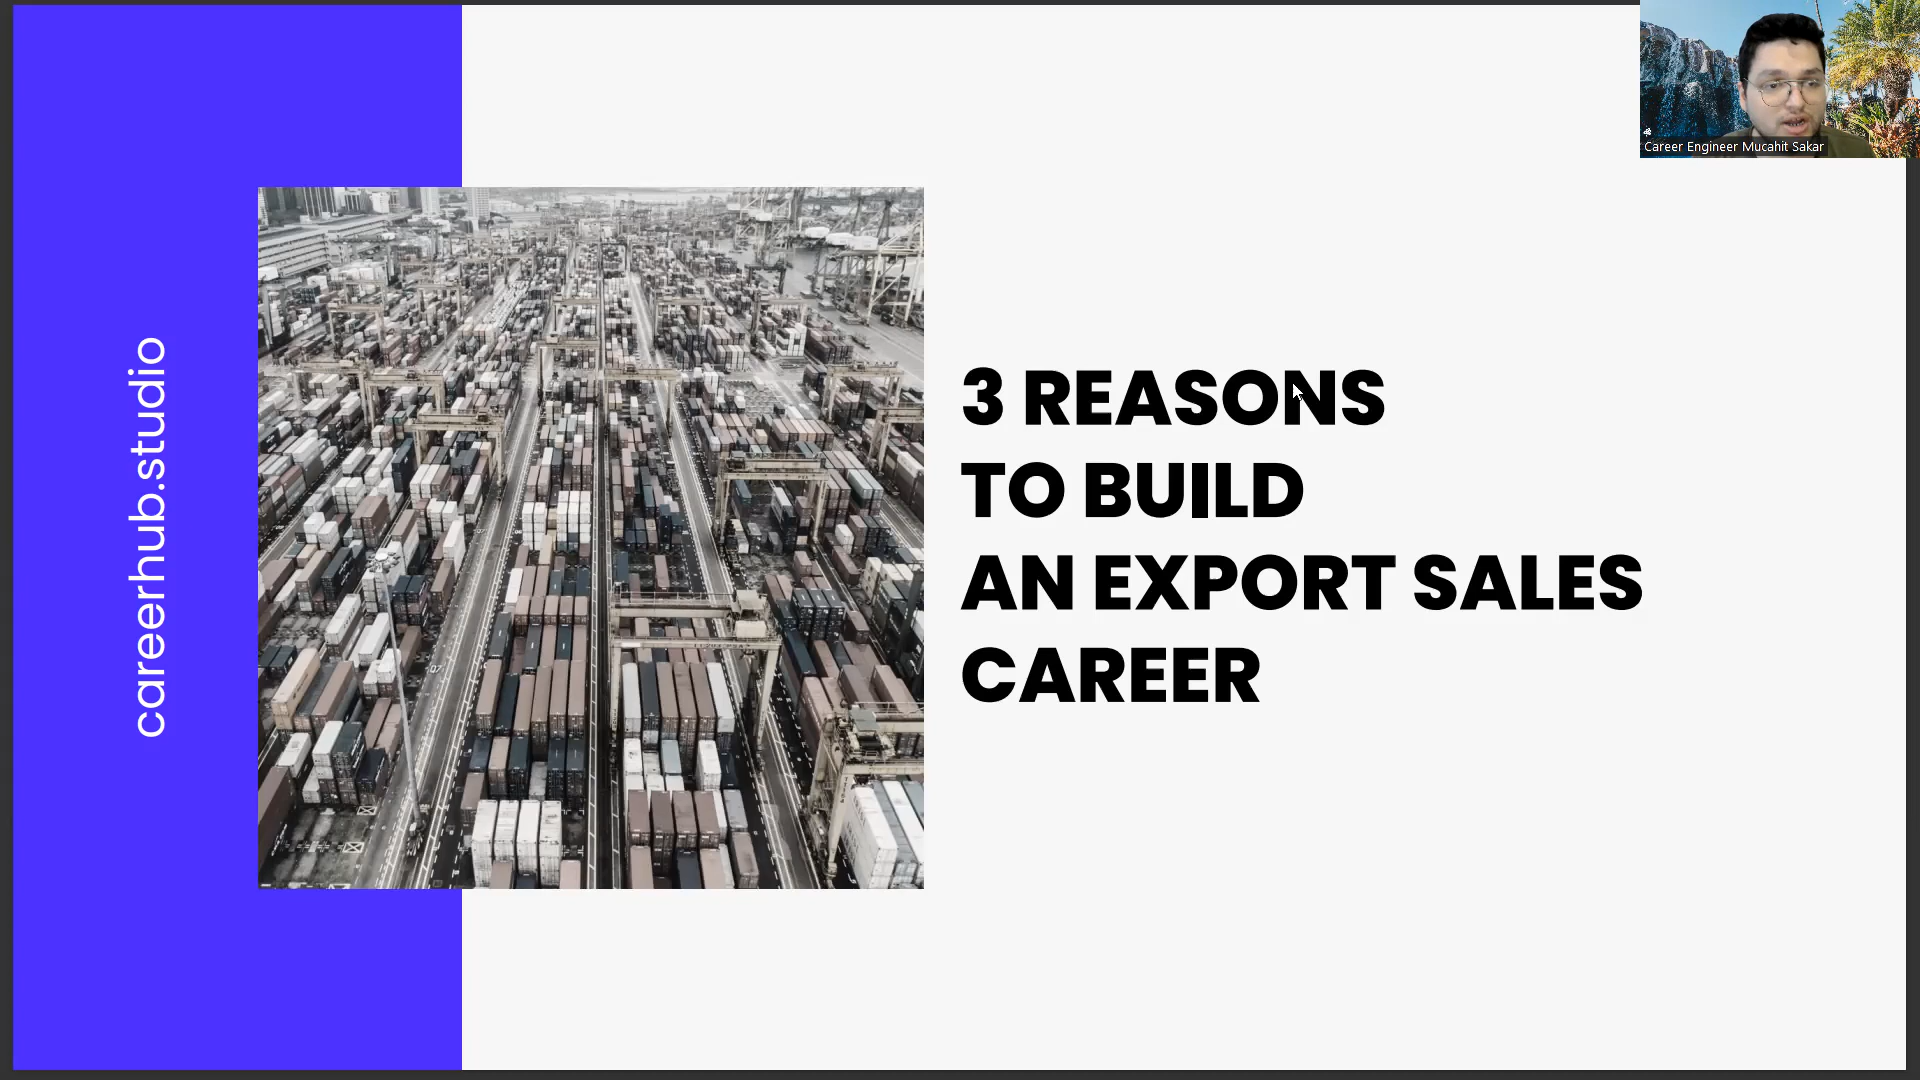 careerhub.studio
3 REASONS
TO BUILD
AN EXPORT SALES
CAREER
Career Engineer Mucahit Sakar